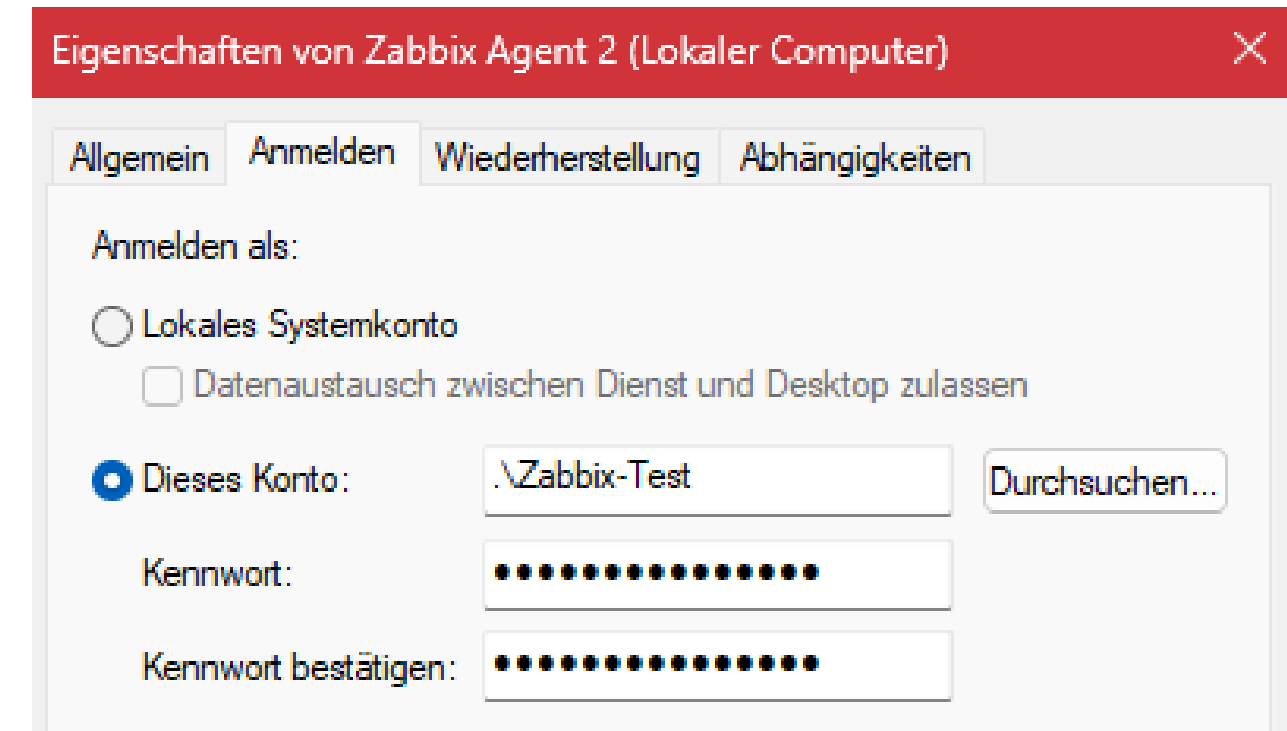 Eigenschaften von Zabbix Agent 2 (Lokaler Computer)
Allgemein Anmelden Wiederherstellung Abhängigkeiten
Anmelden als:
Lokales Systemkonto
Datenaustausch zwischen Dienst und Desktop zulassen
Dieses Konto: .\Zabbix-Test Durchsuchen...
Kennwort: •••••••••••••••
Kennwort bestätigen: •••••••••••••••